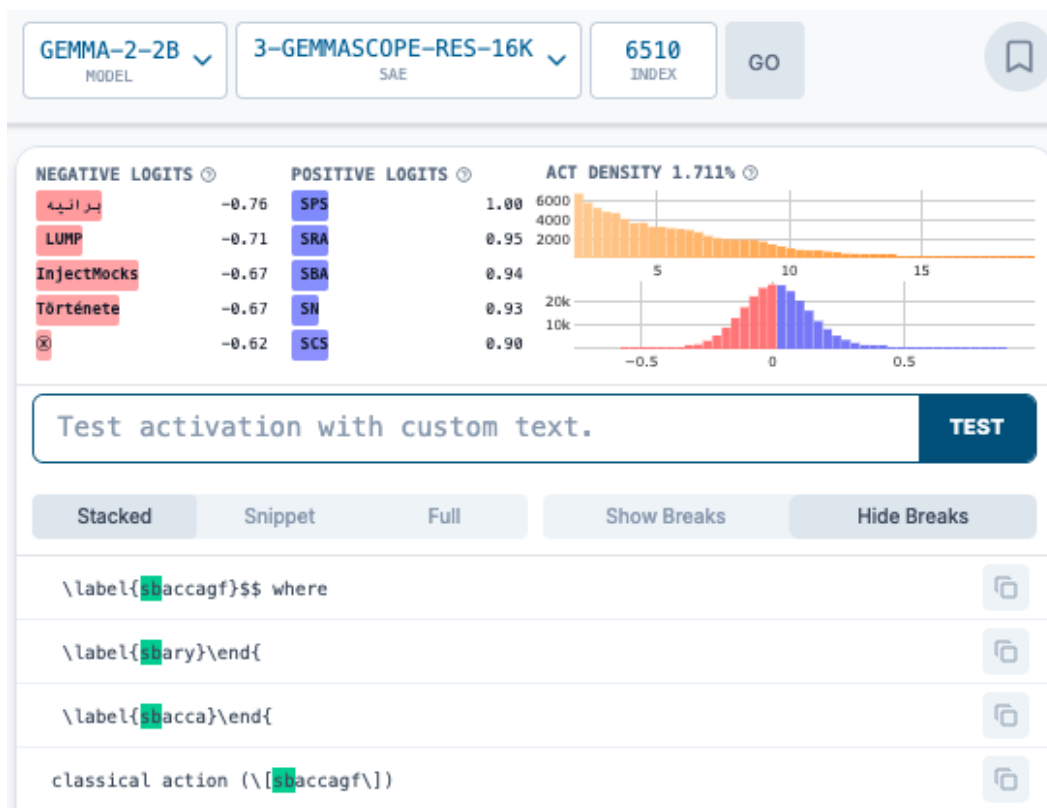 GEMMA-2-2B
MODEL
3-GEMMASCOPE-RES-16K
SAE
6510
INDEX
GO
NEGATIVE LOGITS
برانيه -0.76
LUMP -0.71
InjectMocks -0.67
Története -0.67
ⓧ -0.62
POSITIVE LOGITS
SPS 1.00
SRA 0.95
SBA 0.94
SN 0.93
SCS 0.90
ACT DENSITY 1.711%
6000
4000
2000
5 10 15
20k
10k
−0.5 0 0.5
Test activation with custom text.
TEST
Stacked Snippet Full Show Breaks Hide Breaks
\label{sbaccagf}$$ where
\label{sbary}\end{
\label{sbacca}\end{
classical action (\[sbaccagf\])